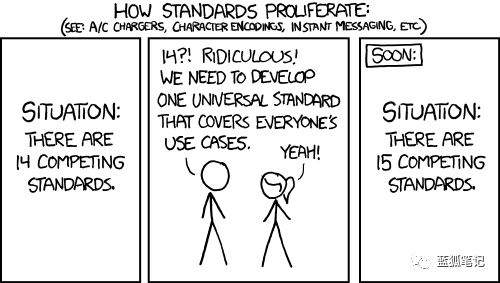 HOW STANDARDS PROLIFERATE:
(SEE: A/C CHARGERS, CHARACTER ENCODINGS, INSTANT MESSAGING, ETC.)
SITUATION:
THERE ARE
14 COMPETING
STANDARDS.
14?! RIDICULOUS!
WE NEED TO DEVELOP
ONE UNIVERSAL STANDARD
THAT COVERS EVERYONE'S
USE CASES.
YEAH!
SOON:
SITUATION:
THERE ARE
15 COMPETING
STANDARDS.
蓝狐笔记